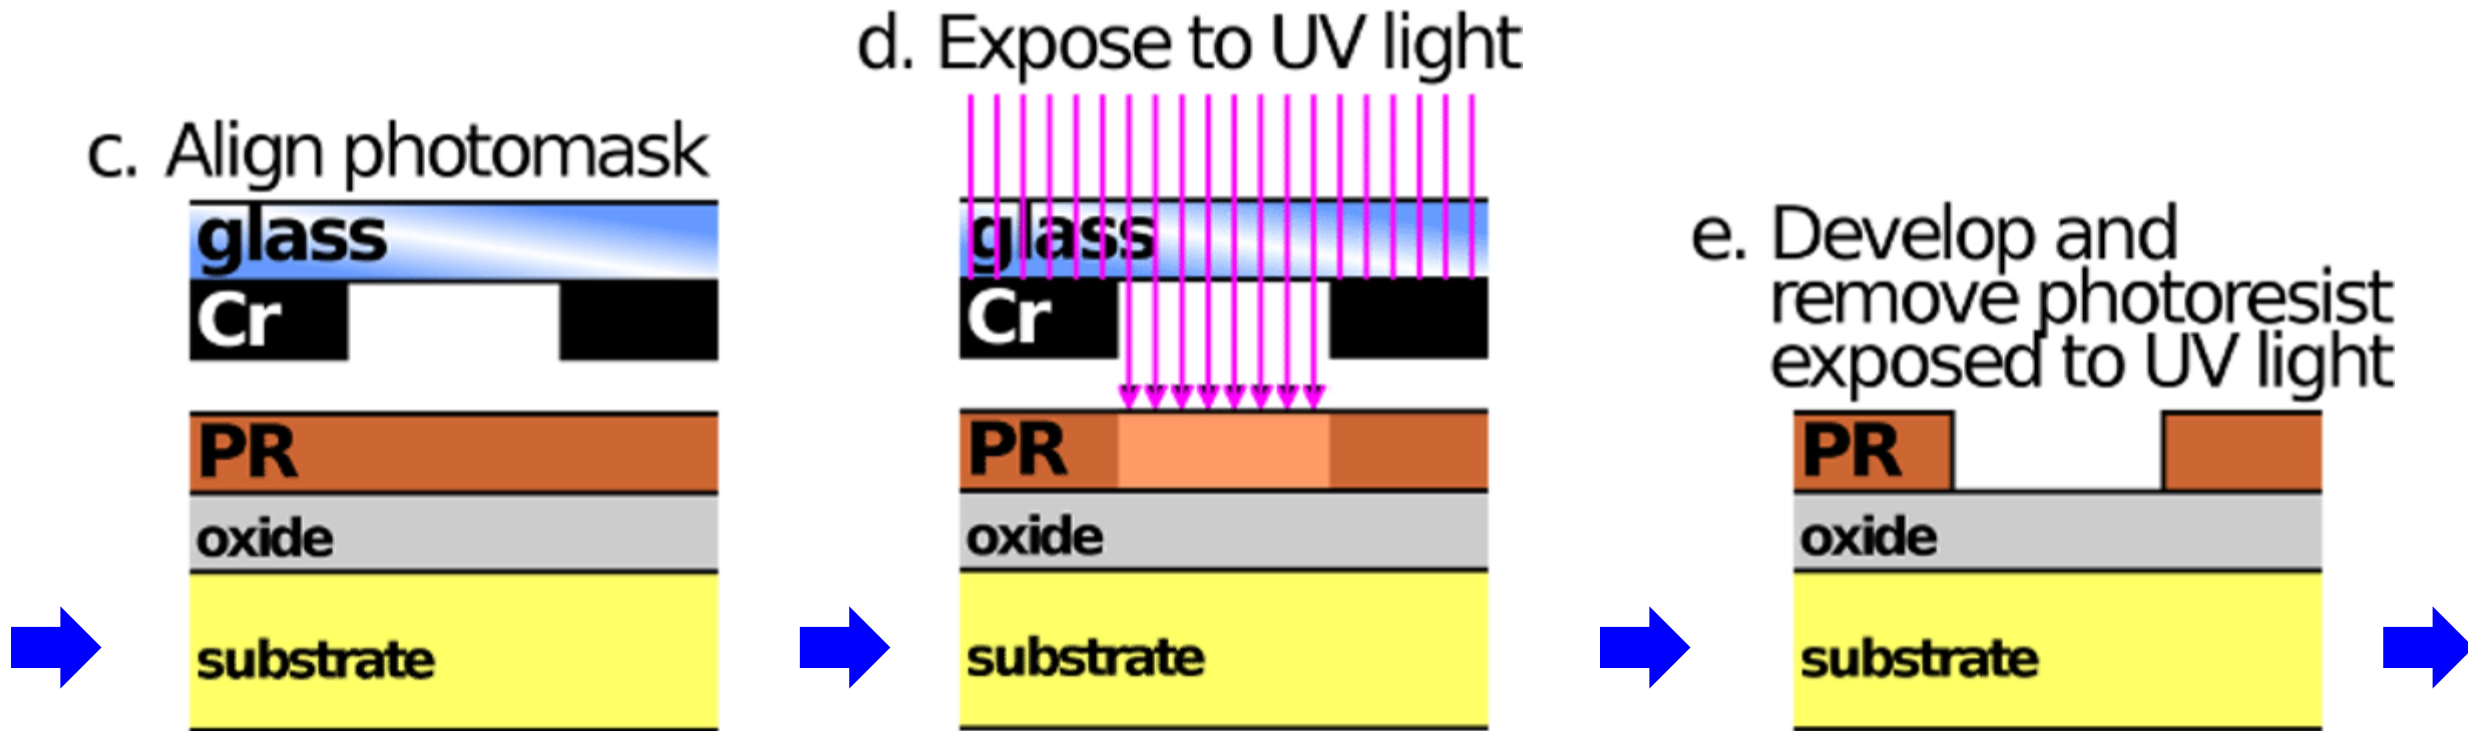 c. Align photomask
glass
Cr
PR
oxide
substrate
d. Expose to UV light
glass
Cr
PR
oxide
substrate
e. Develop and
remove photoresist
exposed to UV light
PR
oxide
substrate